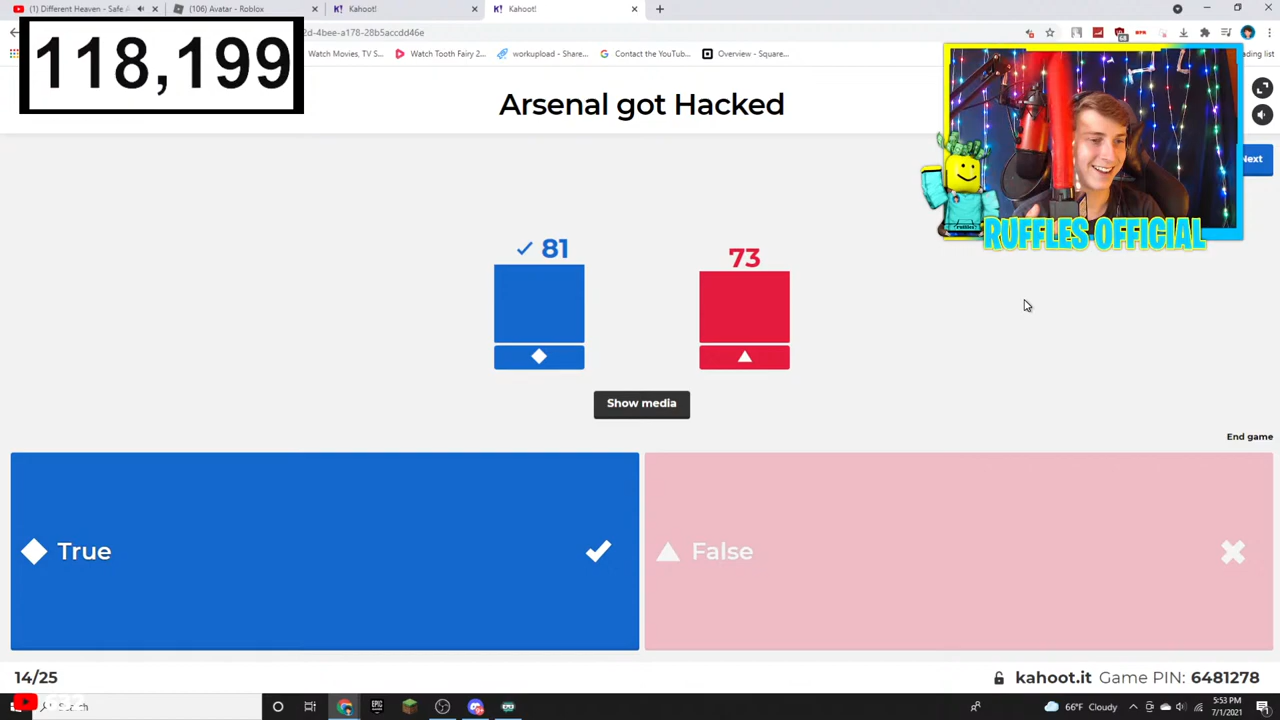 (1) Different Heaven - Safe A
(106) Avatar - Roblox
Kahoot!
Kahoot!
2d-4bee-a178-28b5accdd46e
Watch Movies, TV S...
Watch Tooth Fairy 2...
workupload - Share...
Contact the YouTub...
Overview - Square...
ding list
118,199
Arsenal got Hacked
Next
RUFFLES OFFICIAL
81
73
Show media
End game
True
False
14/25
kahoot.it Game PIN: 6481278
66°F Cloudy
5:53 PM
7/1/2021